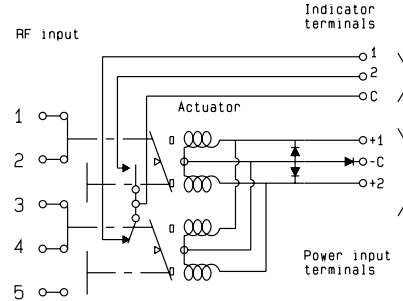 Indicator
terminals
RF input
1
2
C
Actuator
1
2
3
4
5
+1
-C
+2
Power input
terminals